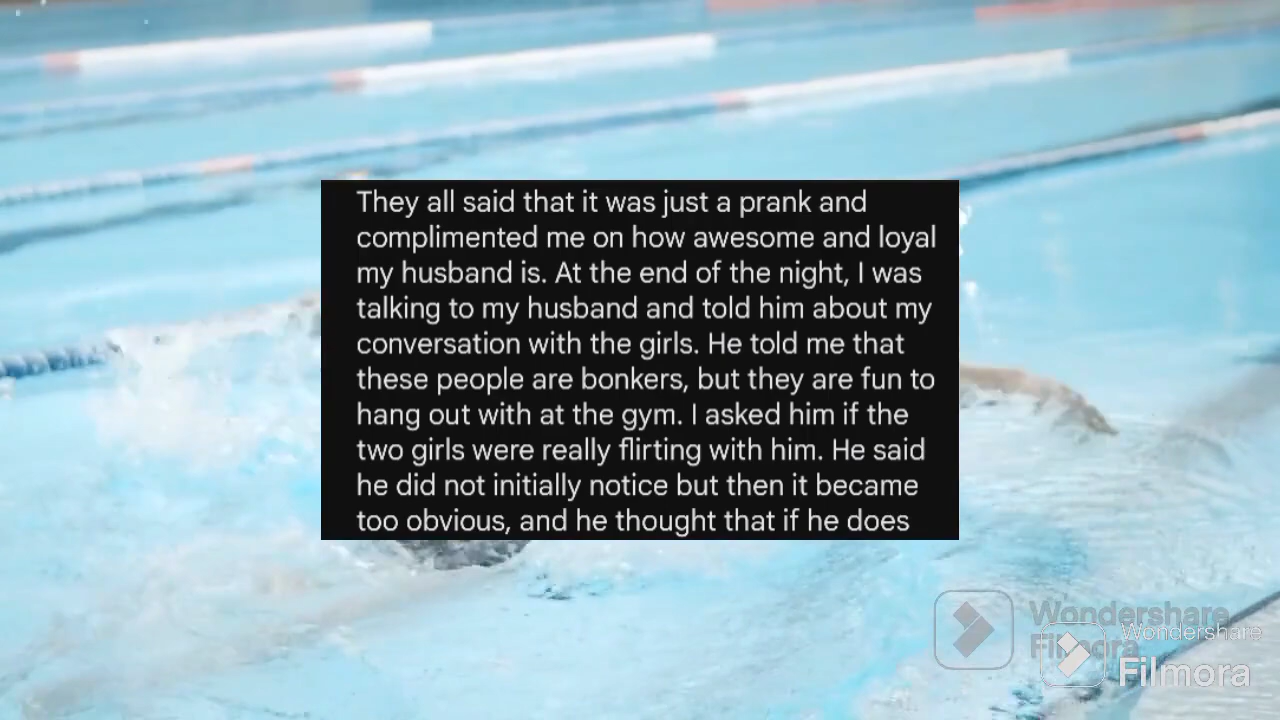 They all said that it was just a prank and
complimented me on how awesome and loyal
my husband is. At the end of the night, I was
talking to my husband and told him about my
conversation with the girls. He told me that
these people are bonkers, but they are fun to
hang out with at the gym. I asked him if the
two girls were really flirting with him. He said
he did not initially notice but then it became
too obvious, and he thought that if he does
Wondershare
Filmora
Wondershare
Filmora